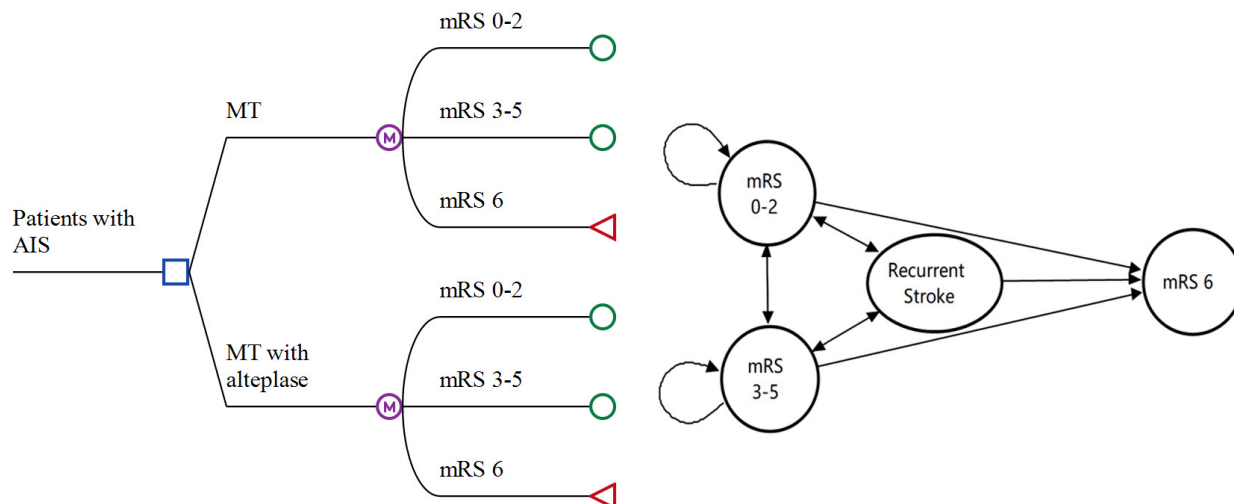 mRS 0-2
MT
mRS 3-5
M
mRS 6
Patients with
AIS
mRS 0-2
MT with
alteplase
mRS 3-5
M
mRS 6
mRS
0-2
Recurrent
Stroke
mRS 6
mRS
3-5